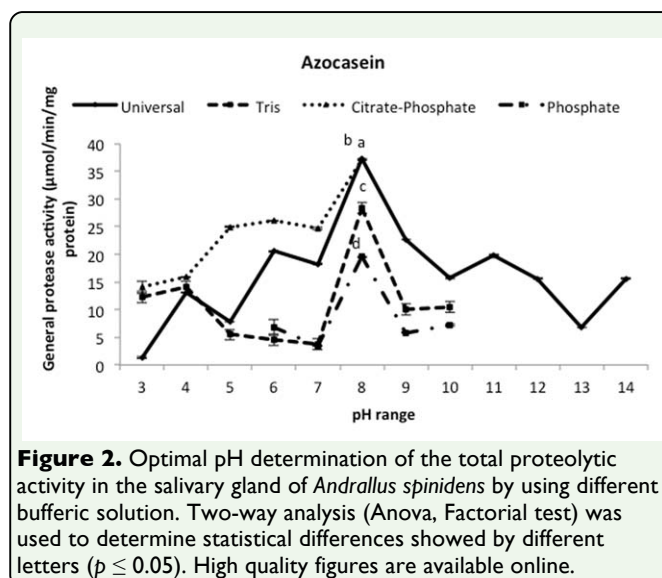 Azocasein
Universal Tris Citrate-Phosphate Phosphate
General protease activity (µmol/min/mg
protein)
40
35
30
25
20
15
10
5
0
b a
c
d
3 4 5 6 7 8 9 10 11 12 13 14
pH range
Figure 2. Optimal pH determination of the total proteolytic
activity in the salivary gland of Andrallus spinidens by using different
bufferic solution. Two-way analysis (Anova, Factorial test) was
used to determine statistical differences showed by different
letters (p ≤ 0.05). High quality figures are available online.